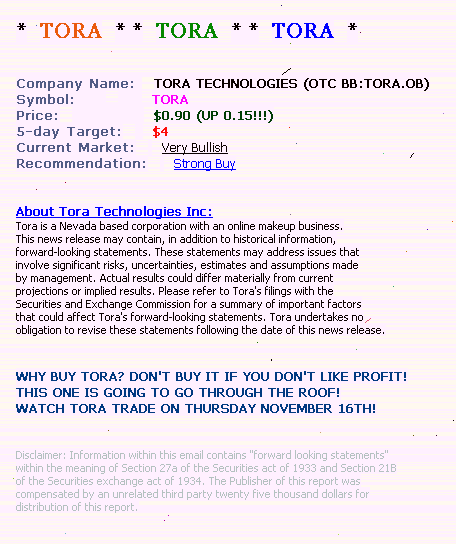 * TORA * * TORA * * TORA *
Company Name: TORA TECHNOLOGIES (OTC BB:TORA.OB)
Symbol: TORA
Price: $0.90 (UP 0.15!!!)
5-day Target: $4
Current Market: Very Bullish
Recommendation: Strong Buy
About Tora Technologies Inc:
Tora is a Nevada based corporation with an online makeup business.
This news release may contain, in addition to historical information,
forward-looking statements. These statements may address issues that
involve significant risks, uncertainties, estimates and assumptions made
by management. Actual results could differ materially from current
projections or implied results. Please refer to Tora's filings with the
Securities and Exchange Commission for a summary of important factors
that could affect Tora's forward-looking statements. Tora undertakes no
obligation to revise these statements following the date of this news release.
WHY BUY TORA? DON'T BUY IT IF YOU DON'T LIKE PROFIT!
THIS ONE IS GOING TO GO THROUGH THE ROOF!
WATCH TORA TRADE ON THURSDAY NOVEMBER 16TH!
Disclaimer: Information within this email contains "forward looking statements"
within the meaning of Section 27a of the Securities act of 1933 and Section 21B
of the Securities exchange act of 1934. The Publisher of this report was
compensated by an unrelated third party twenty five thousand dollars for
distribution of this report.